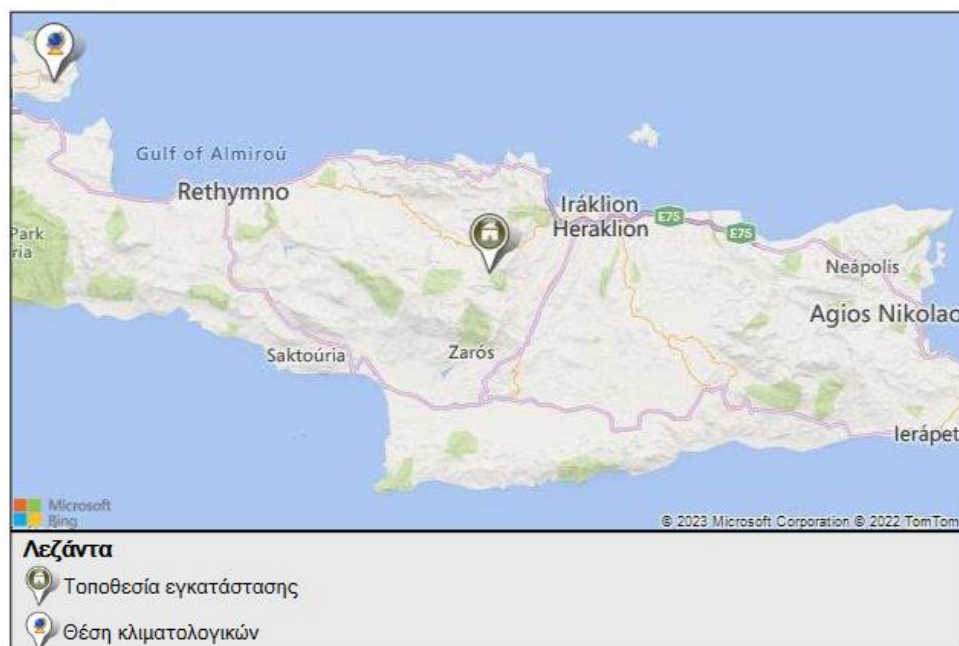 Gulf of Almiroú
Rethymno
Park
ria
Iráklion
Heraklion
E75
E75
Neápolis
Agios Nikolao
Saktoúria
Zarós
Ierápet
Microsoft
Bing
© 2023 Microsoft Corporation © 2022 TomTom
Λεζάντα
Τοποθεσία εγκατάστασης
Θέση κλιματολογικών